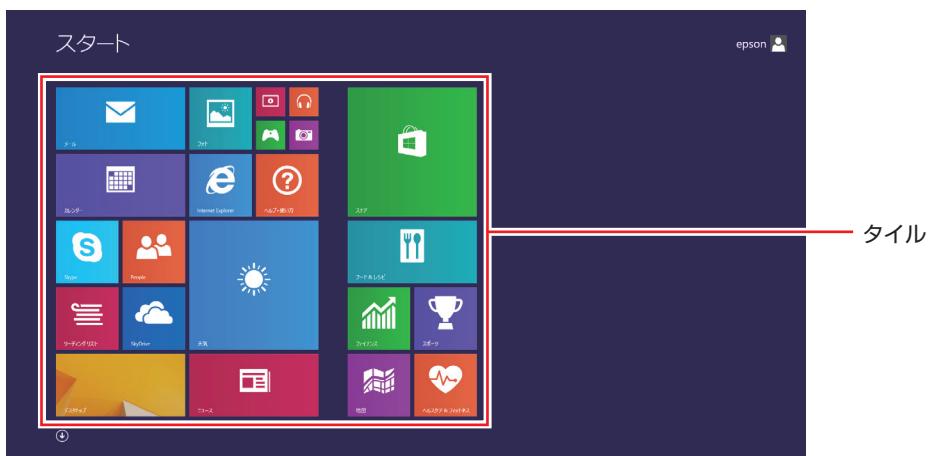 スタート
epson
メール
フォト
ストア
カレンダー
Internet Explorer
ヘルプ+使い方
Skype
People
天気
フード & レシピ
リーディング リスト
SkyDrive
ファイナンス
スポーツ
デスクトップ
ニュース
地図
ヘルスケア & フィットネス
タイル